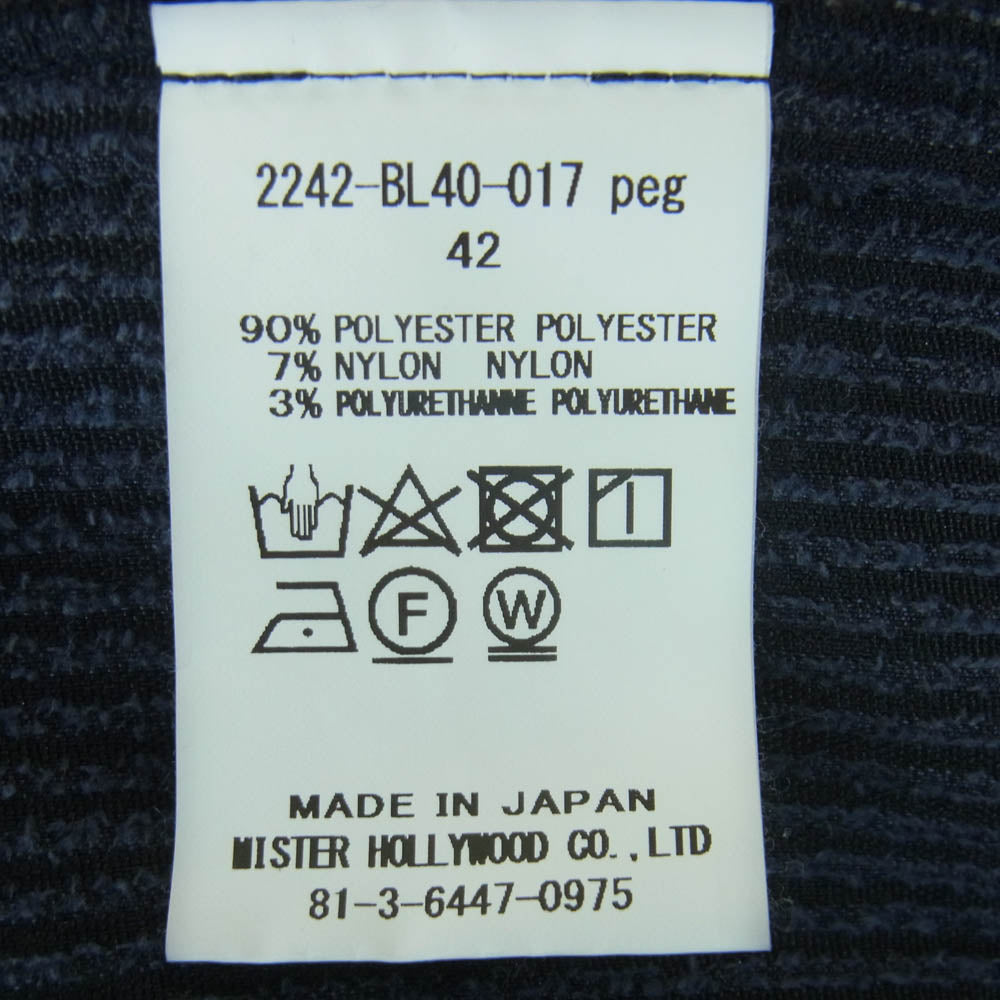 2242-BL40-017 peg
42
90% POLYESTER POLYESTER
7% NYLON NYLON
3% POLYURETHANNE POLYURETHANE
F W
MADE IN JAPAN
MISTER HOLLYWOOD CO.,LTD
81-3-6447-0975